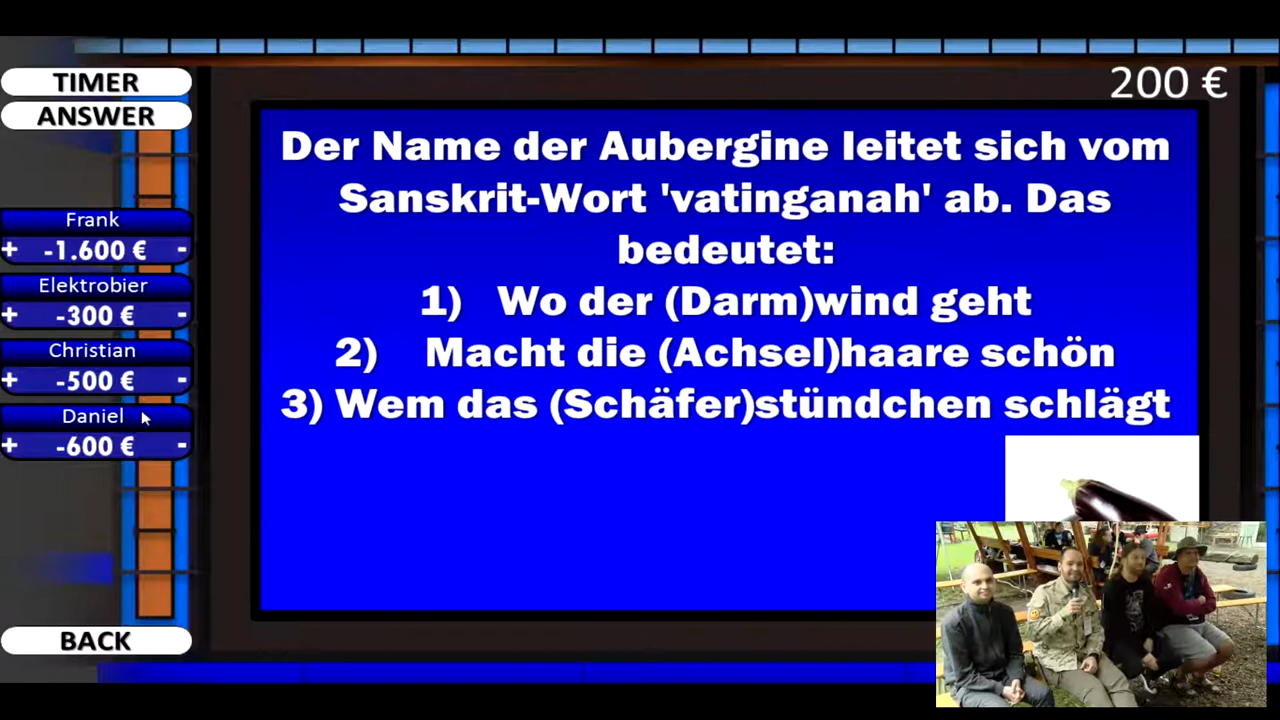 TIMER
ANSWER
200 €
Der Name der Aubergine leitet sich vom
Sanskrit-Wort 'vatinganah' ab. Das
bedeutet:
1) Wo der (Darm)wind geht
2) Macht die (Achsel)haare schön
3) Wem das (Schäfer)stündchen schlägt
Frank
+ -1.600 € -
Elektrobier
+ -300 € -
Christian
+ -500 € -
Daniel
+ -600 € -
BACK